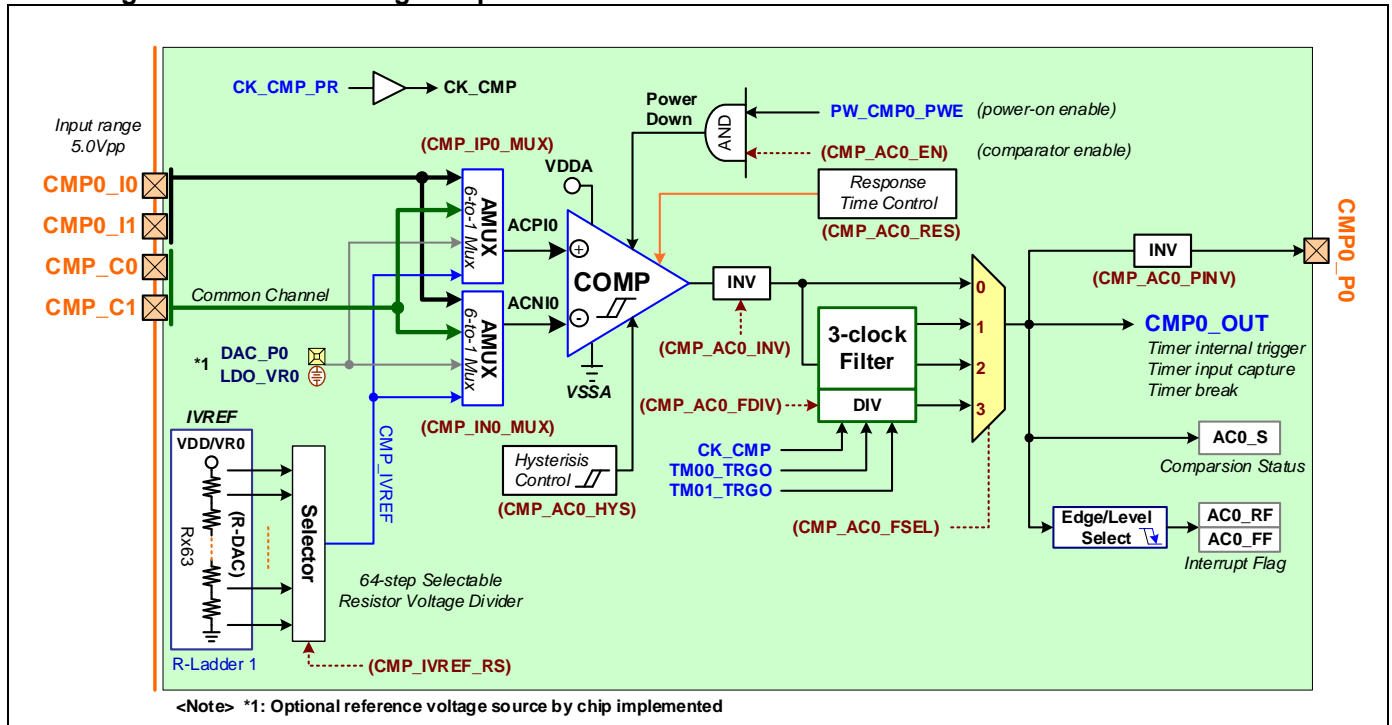 CK_CMP_PR
CK_CMP
Input range
5.0Vpp
CMP0_I0
CMP0_I1
CMP_C0
CMP_C1
Common Channel
*1 DAC_P0
LDO_VR0
(CMP_IP0_MUX)
AMUX
6-to-1 Mux
AMUX
6-to-1 Mux
(CMP_IN0_MUX)
ACPI0
ACNI0
VDDA
+
COMP
-
VSSA
Power
Down
AND
PW_CMP0_PWE (power-on enable)
(CMP_AC0_EN) (comparator enable)
Response
Time Control
(CMP_AC0_RES)
INV
(CMP_AC0_INV)
3-clock
Filter
DIV
(CMP_AC0_FDIV)
CK_CMP
TM00_TRGO
TM01_TRGO
0
1
2
3
(CMP_AC0_FSEL)
INV
(CMP_AC0_PINV)
CMP0_P0
CMP0_OUT
Timer internal trigger
Timer input capture
Timer break
AC0_S
Comparsion Status
Edge/Level
Select
AC0_RF
AC0_FF
Interrupt Flag
Hysterisis
Control
(CMP_AC0_HYS)
IVREF
VDD/VR0
(R-DAC)
Rx63
R-Ladder 1
Selector
CMP_IVREF
64-step Selectable
Resistor Voltage Divider
(CMP_IVREF_RS)
<Note> *1: Optional reference voltage source by chip implemented